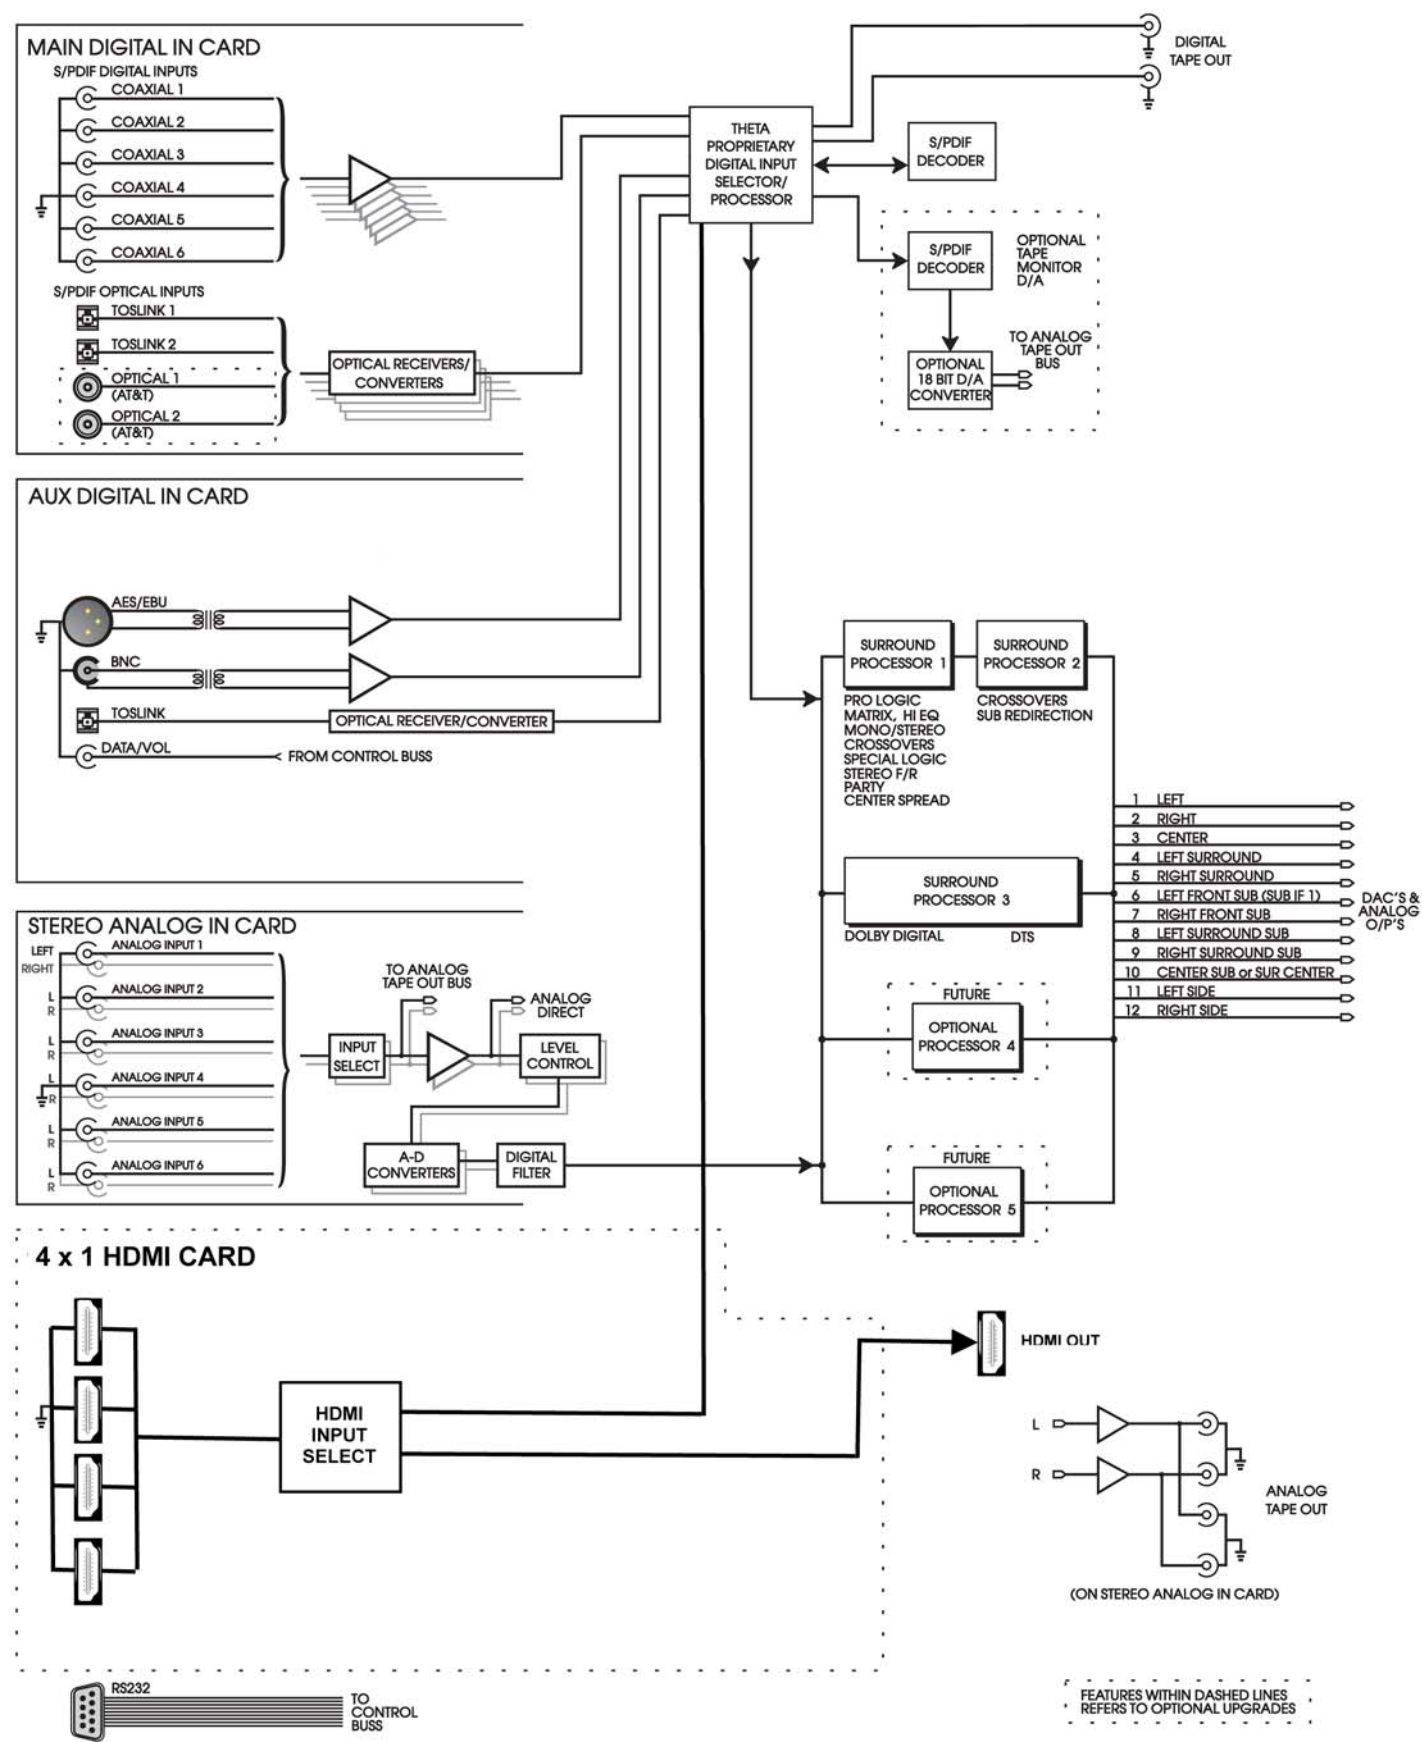 MAIN DIGITAL IN CARD
S/PDIF DIGITAL INPUTS
COAXIAL 1
COAXIAL 2
COAXIAL 3
COAXIAL 4
COAXIAL 5
COAXIAL 6
S/PDIF OPTICAL INPUTS
TOSLINK 1
TOSLINK 2
OPTICAL 1
(AT&T)
OPTICAL 2
(AT&T)
OPTICAL RECEIVERS/
CONVERTERS
THETA
PROPRIETARY
DIGITAL INPUT
SELECTOR/
PROCESSOR
DIGITAL
TAPE OUT
S/PDIF
DECODER
S/PDIF
DECODER
OPTIONAL
TAPE
MONITOR
D/A
TO ANALOG
TAPE OUT
BUS
OPTIONAL
18 BIT D/A
CONVERTER
AUX DIGITAL IN CARD
AES/EBU
BNC
TOSLINK
OPTICAL RECEIVER/CONVERTER
DATA/VOL
FROM CONTROL BUSS
SURROUND
PROCESSOR 1
SURROUND
PROCESSOR 2
PRO LOGIC
MATRIX, HI EQ
MONO/STEREO
CROSSOVERS
SPECIAL LOGIC
STEREO F/R
PARTY
CENTER SPREAD
CROSSOVERS
SUB REDIRECTION
SURROUND
PROCESSOR 3
DOLBY DIGITAL
DTS
FUTURE
OPTIONAL
PROCESSOR 4
FUTURE
OPTIONAL
PROCESSOR 5
1 LEFT
2 RIGHT
3 CENTER
4 LEFT SURROUND
5 RIGHT SURROUND
6 LEFT FRONT SUB (SUB IF 1)
7 RIGHT FRONT SUB
8 LEFT SURROUND SUB
9 RIGHT SURROUND SUB
10 CENTER SUB or SUR CENTER
11 LEFT SIDE
12 RIGHT SIDE
DAC'S &
ANALOG
O/P'S
STEREO ANALOG IN CARD
LEFT
RIGHT
ANALOG INPUT 1
L
R
ANALOG INPUT 2
L
R
ANALOG INPUT 3
L
R
ANALOG INPUT 4
L
R
ANALOG INPUT 5
L
R
ANALOG INPUT 6
TO ANALOG
TAPE OUT BUS
ANALOG
DIRECT
INPUT
SELECT
LEVEL
CONTROL
A-D
CONVERTERS
DIGITAL
FILTER
4 x 1 HDMI CARD
HDMI
INPUT
SELECT
HDMI OUT
L
R
ANALOG
TAPE OUT
(ON STEREO ANALOG IN CARD)
RS232
TO
CONTROL
BUSS
FEATURES WITHIN DASHED LINES
REFERS TO OPTIONAL UPGRADES